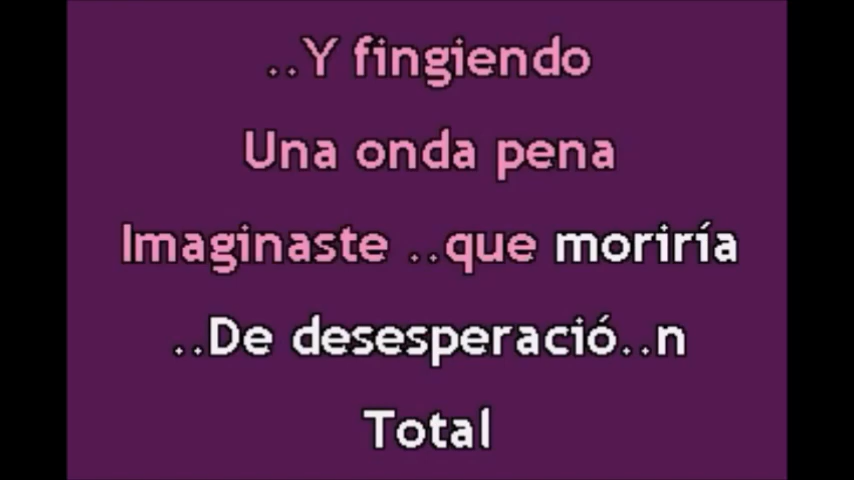 ..Y fingiendo
Una onda pena
Imaginaste ..que moriría
..De desesperació..n
Total